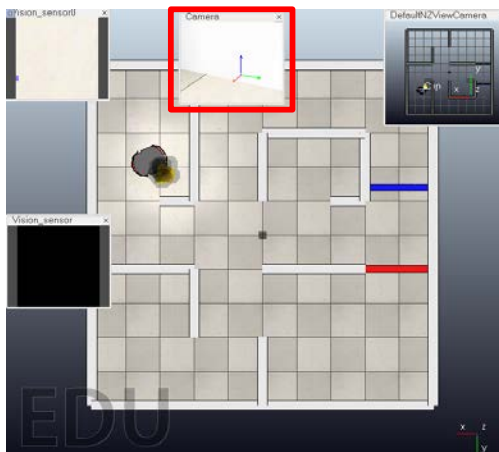 Vision_sensor0
Camera
×
DefaultNZViewCamera
x
z
Vision_sensor
×
EDU
x
z
y